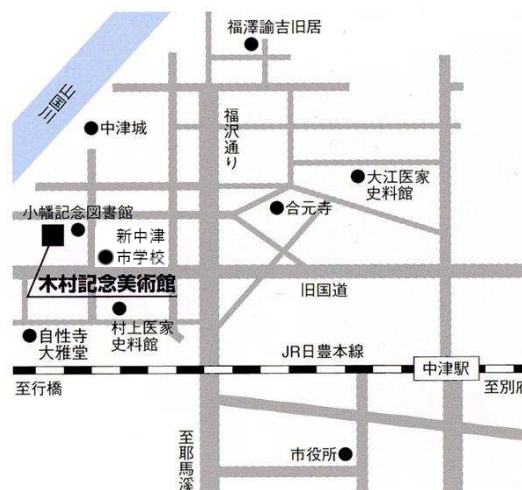 福澤諭吉旧居
三国山
中津城
福沢通り
大江医家
史料館
小幡記念図書館
合元寺
新中津
市学校
木村記念美術館
旧国道
自性寺
大雅堂
村上医家
史料館
JR日豊本線
中津駅
至行橋
至別府
至耶馬溪
市役所